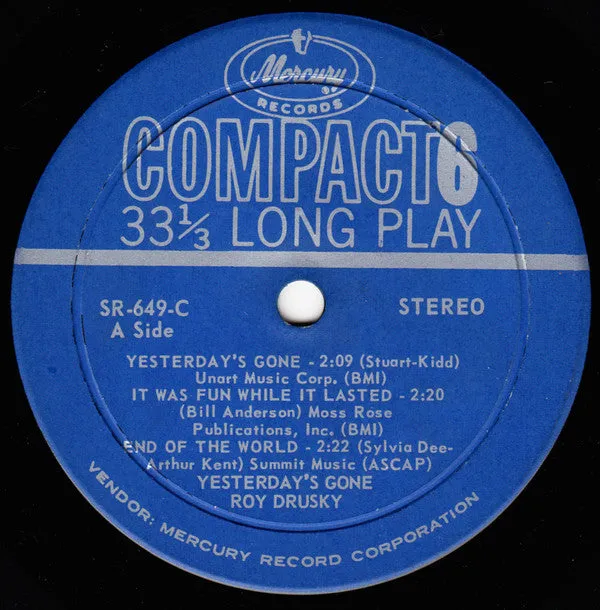 Mercury
RECORDS
COMPACT 6
33⅓ LONG PLAY
SR-649-C
A Side
STEREO
YESTERDAY'S GONE - 2:09 (Stuart-Kidd)
Unart Music Corp. (BMI)
IT WAS FUN WHILE IT LASTED - 2:20
(Bill Anderson) Moss Rose
Publications, Inc. (BMI)
END OF THE WORLD - 2:22 (Sylvia Dee-
Arthur Kent) Summit Music (ASCAP)
YESTERDAY'S GONE
ROY DRUSKY
VENDOR: MERCURY RECORD CORPORATION